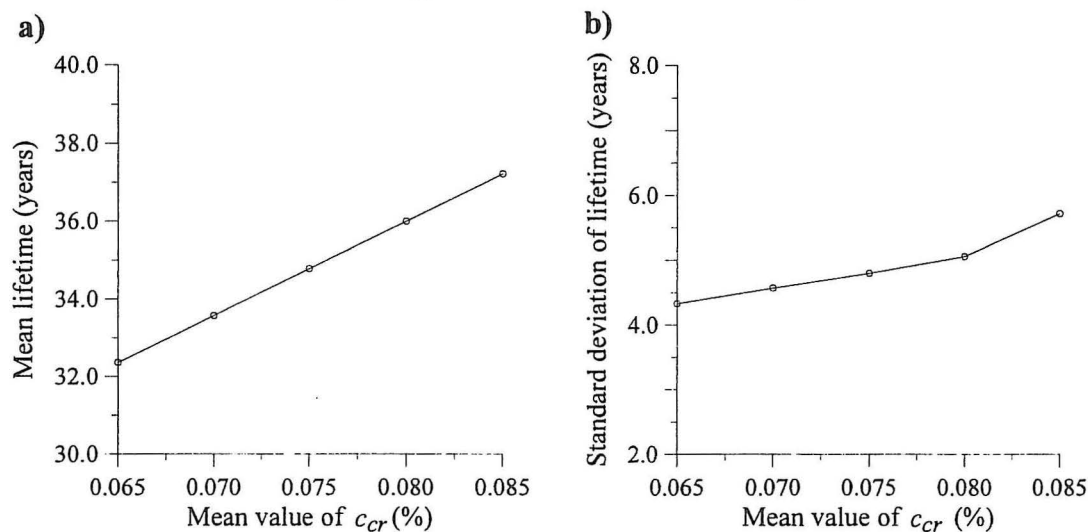 a)
Mean lifetime (years)
40.0
38.0
36.0
34.0
32.0
30.0
0.065 0.070 0.075 0.080 0.085
Mean value of c_cr (%)
b)
Standard deviation of lifetime (years)
8.0
6.0
4.0
2.0
0.065 0.070 0.075 0.080 0.085
Mean value of c_cr (%)